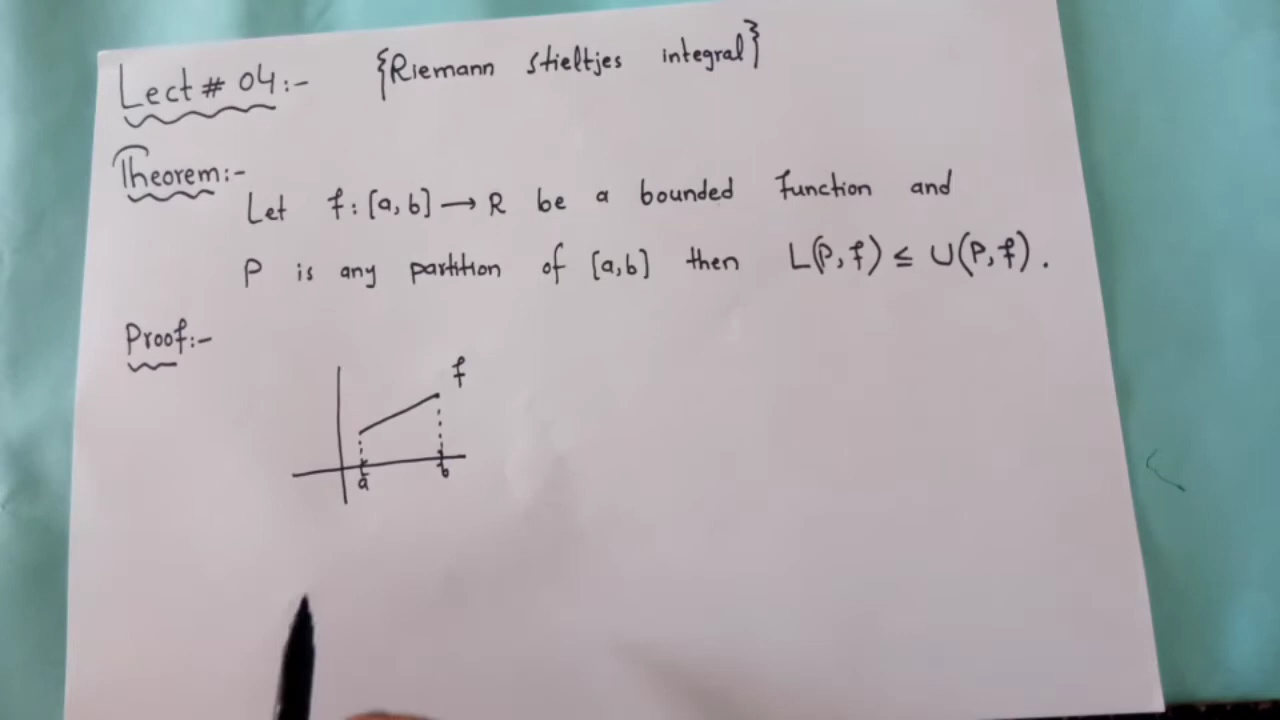 Lect # 04:- {Riemann stieltjes integral}
Theorem:-
Let f:[a,b] → R be a bounded function and
P is any partition of [a,b] then L(P,f) ≤ U(P,f).
Proof:-
f
a b